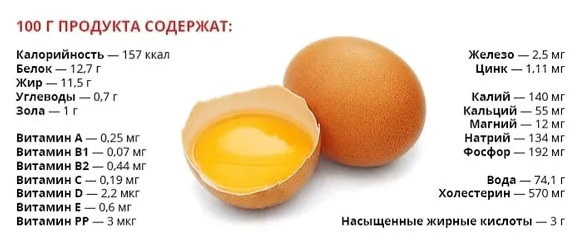 100 Г ПРОДУКТА СОДЕРЖАТ:
Калорийность — 157 ккал
Белок — 12,7 г
Жир — 11,5 г
Углеводы — 0,7 г
Зола — 1 г
Витамин А — 0,25 мг
Витамин В1 — 0,07 мг
Витамин В2 — 0,44 мг
Витамин С — 0,19 мг
Витамин D — 2,2 мкг
Витамин Е — 0,6 мг
Витамин РР — 3 мкг
Железо — 2,5 мг
Цинк — 1,11 мг
Калий — 140 мг
Кальций — 55 мг
Магний — 12 мг
Натрий — 134 мг
Фосфор — 192 мг
Вода — 74,1 г
Холестерин — 570 мг
Насыщенные жирные кислоты — 3 г